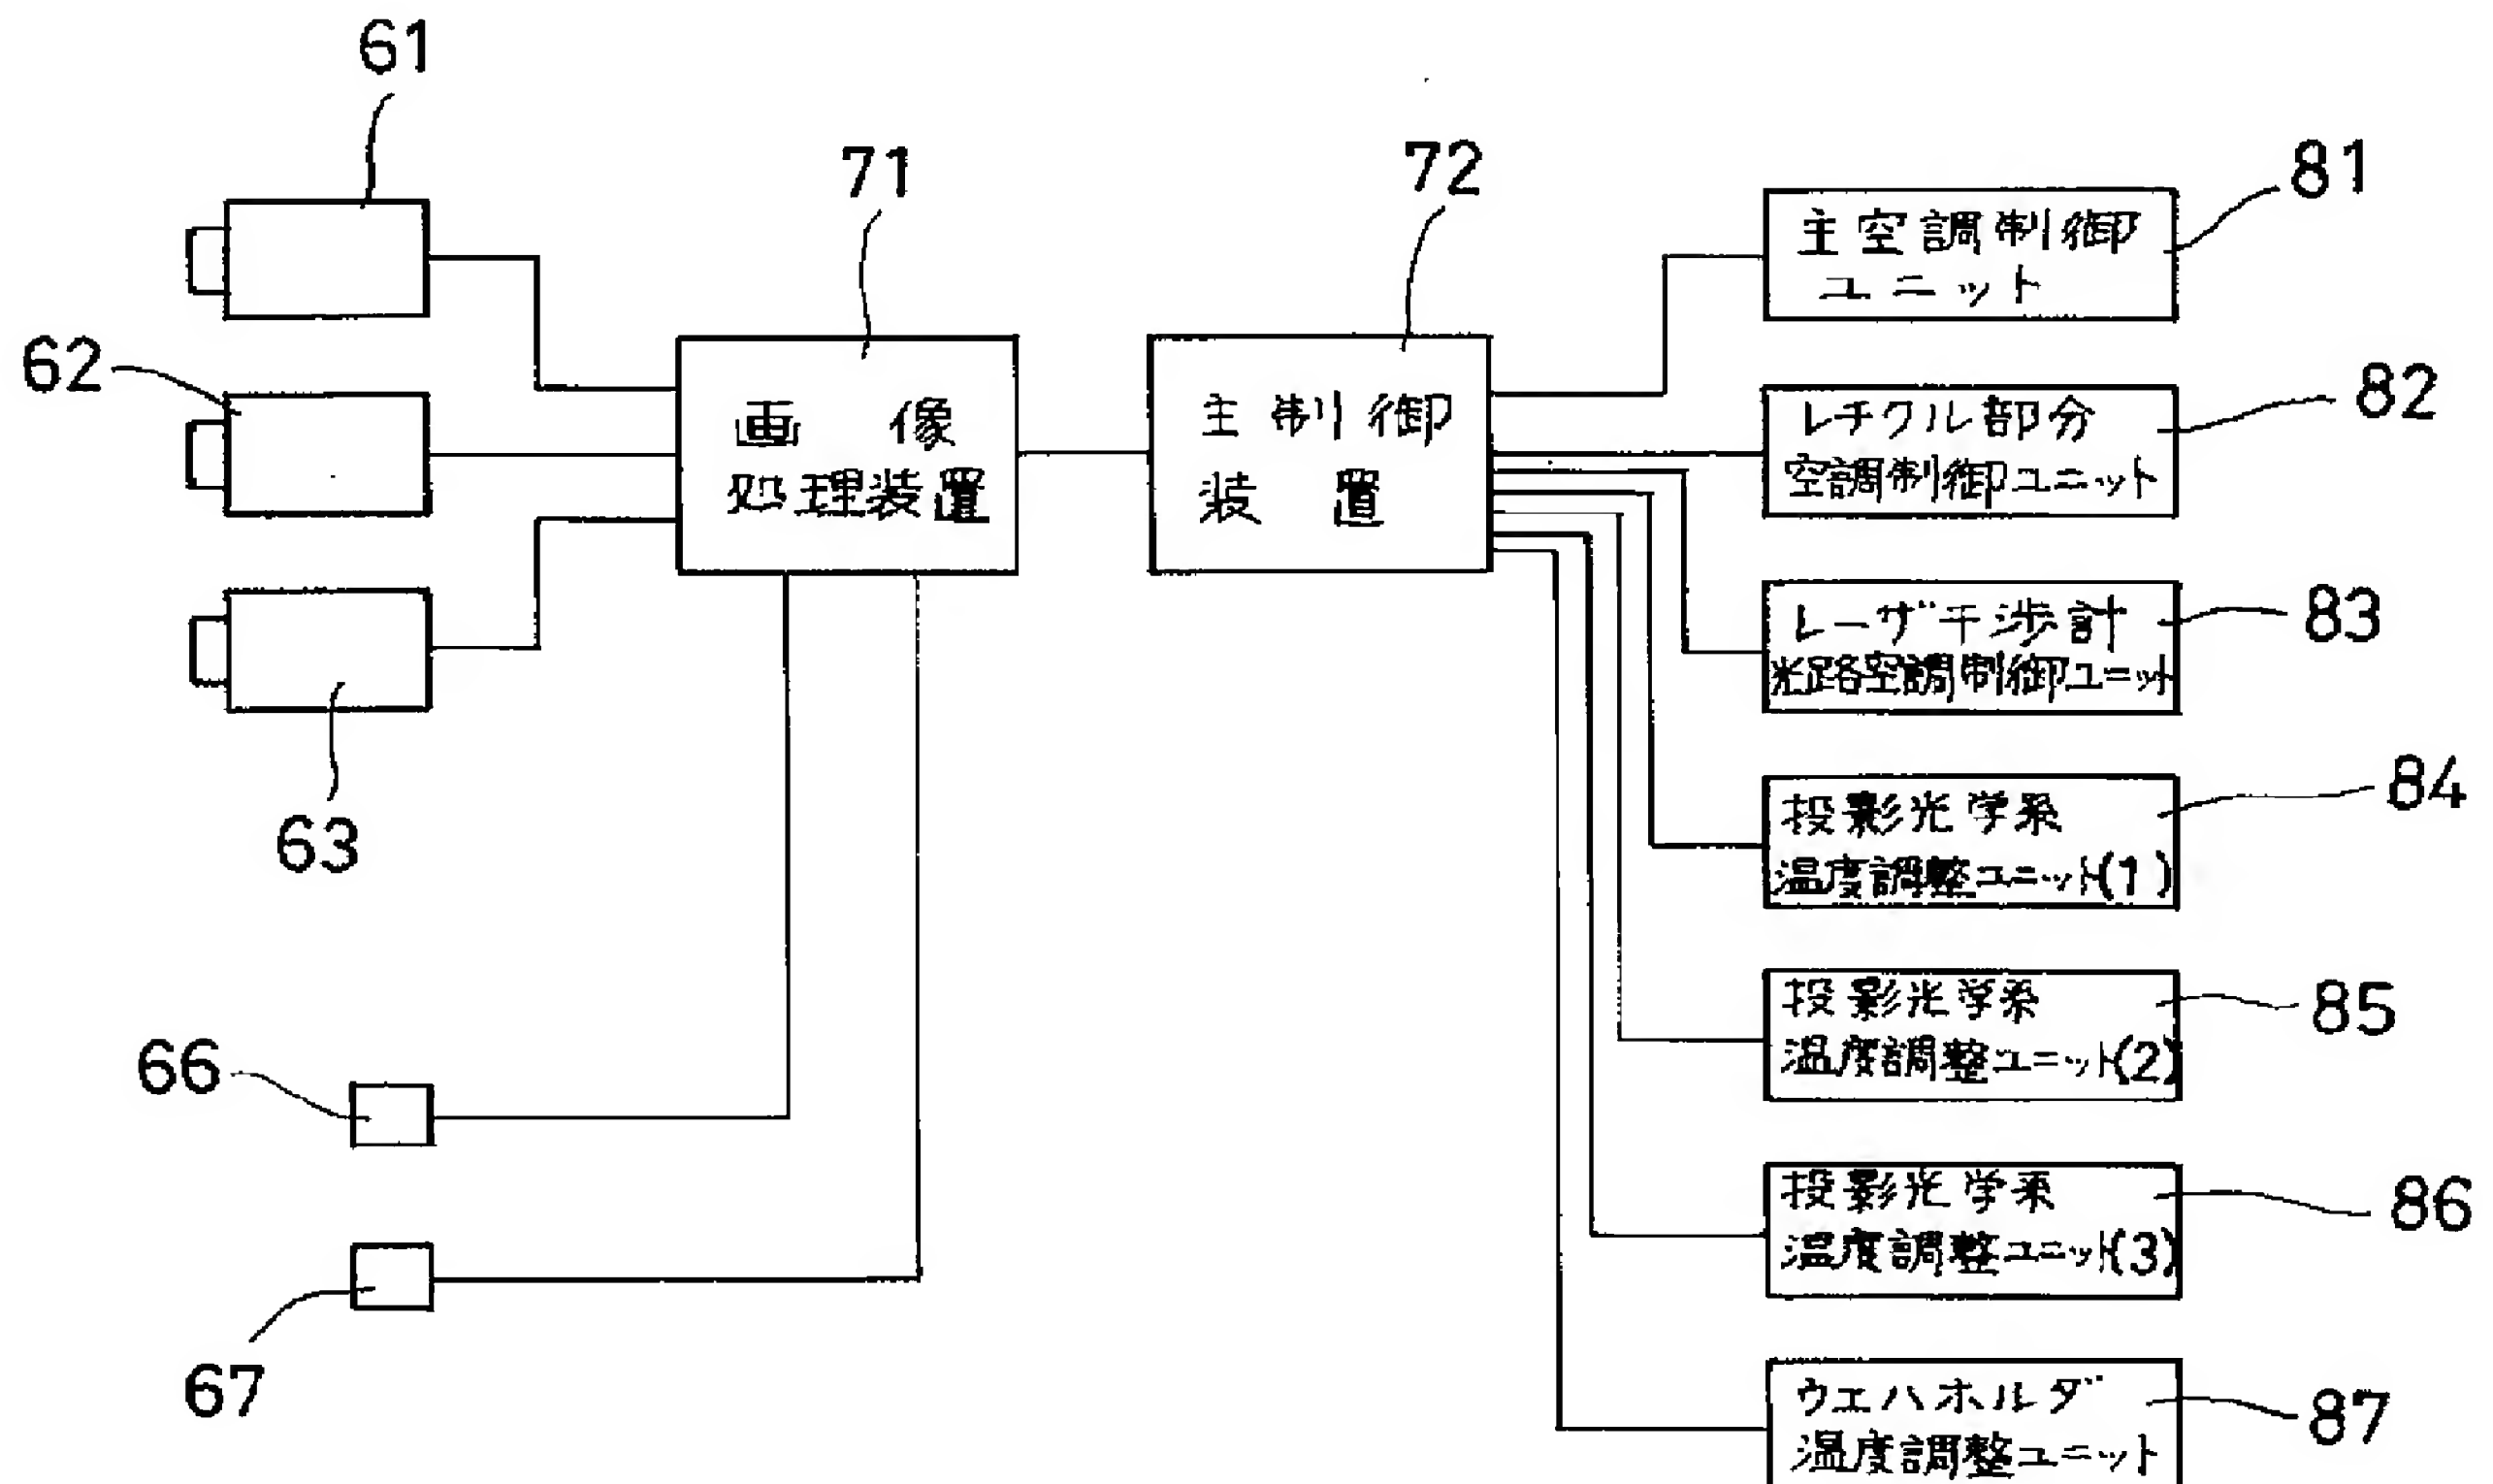 61
71
72
81
主空調制御
ユニット
62
82
画像
処理装置
主制御
装置
レチクル部分
空調制御ユニット
83
レーザ干渉計
光路空調制御ユニット
63
84
投影光学系
温度調整ユニット(1)
85
投影光学系
温度調整ユニット(2)
66
86
投影光学系
温度調整ユニット(3)
67
87
ウエハホルダ
温度調整ユニット